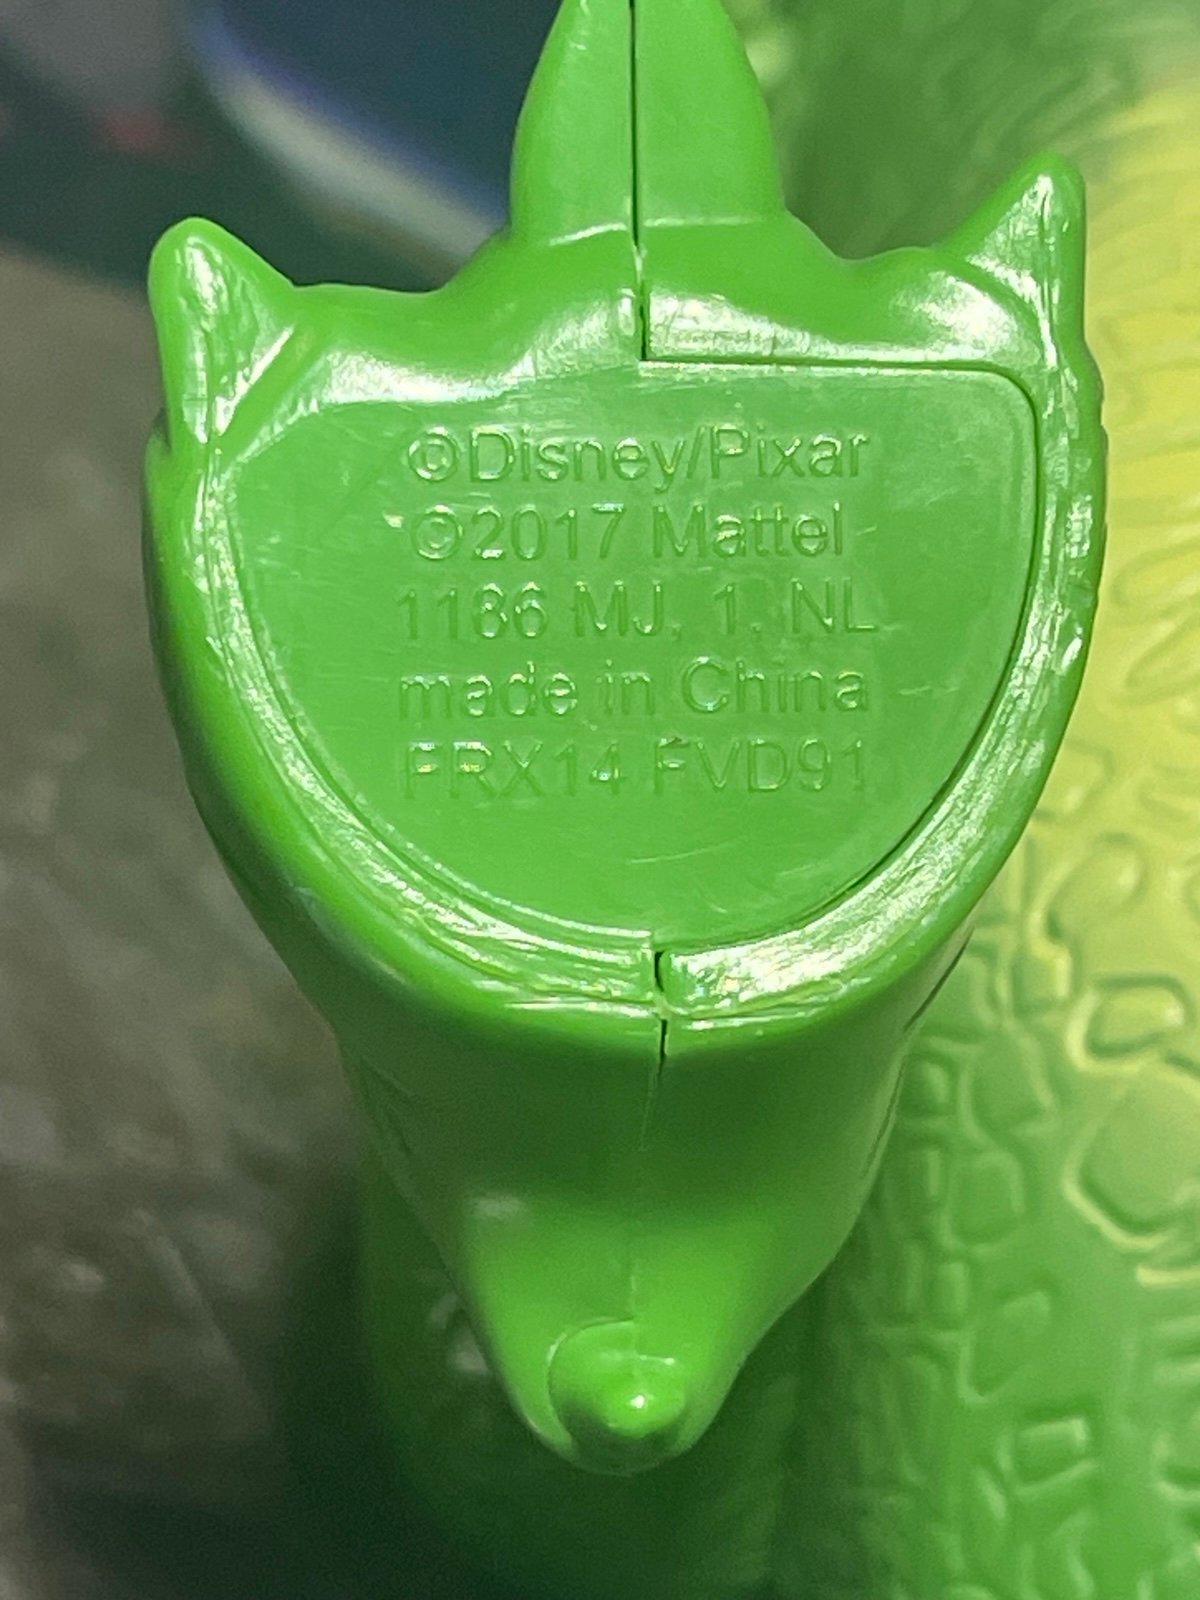 ©Disney/Pixar
©2017 Mattel
1186 MJ, 1, NL
made in China
FRX14 FVD91